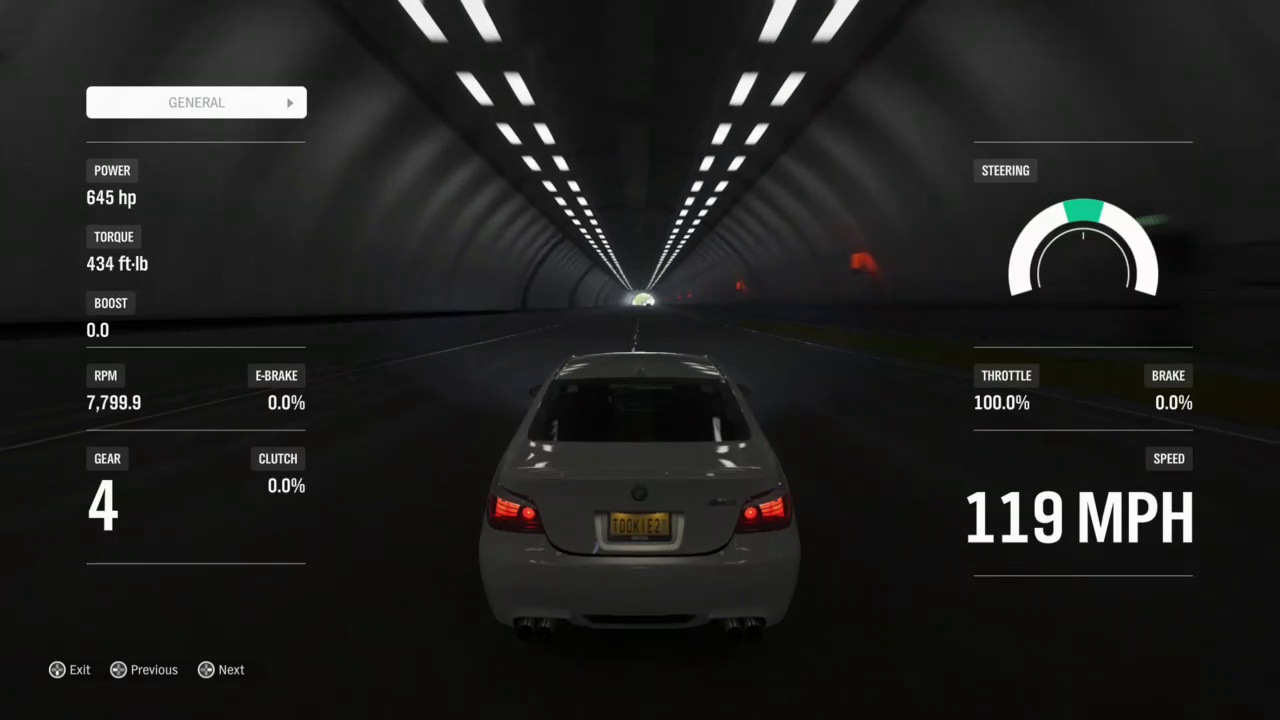 GENERAL
POWER
645 hp
TORQUE
434 ft·lb
BOOST
0.0
RPM
E-BRAKE
7,799.9
0.0%
GEAR
CLUTCH
4
0.0%
STEERING
THROTTLE
BRAKE
100.0%
0.0%
SPEED
119 MPH
Exit
Previous
Next